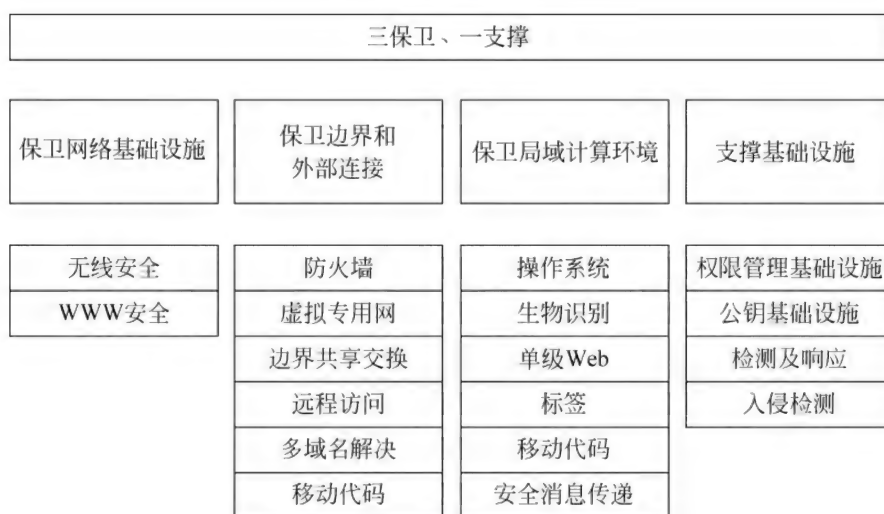 三保卫、一支撑
保卫网络基础设施
保卫边界和
外部连接
保卫局域计算环境
支撑基础设施
无线安全
WWW安全
防火墙
虚拟专用网
边界共享交换
远程访问
多域名解决
移动代码
操作系统
生物识别
单级Web
标签
移动代码
安全消息传递
权限管理基础设施
公钥基础设施
检测及响应
入侵检测